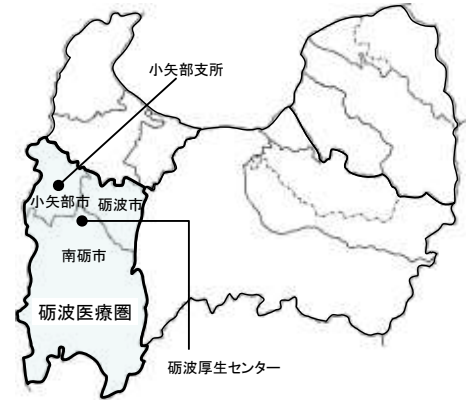 小矢部支所
小矢部市
砺波市
南砺市
砺波医療圏
砺波厚生センター